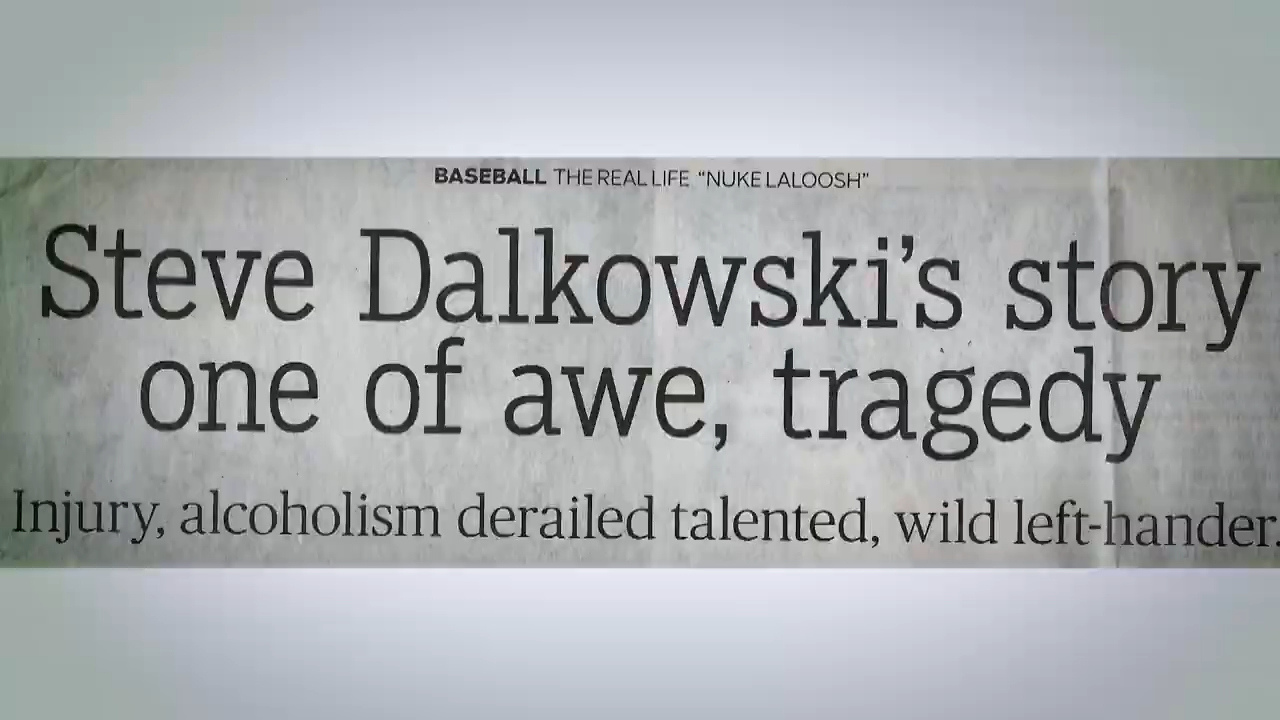 BASEBALL THE REAL LIFE “NUKE LALOOSH”
Steve Dalkowski’s story
one of awe, tragedy
Injury, alcoholism derailed talented, wild left-hander.